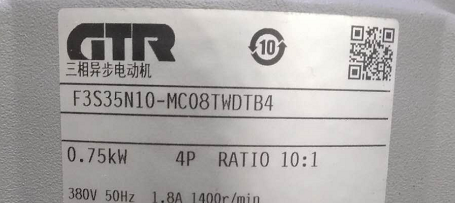 GTR
10
三相异步电动机
F3S35N10-MC08TWDTB4
0.75kW 4P RATIO 10:1
380V 50Hz 1.8A 1400r/min